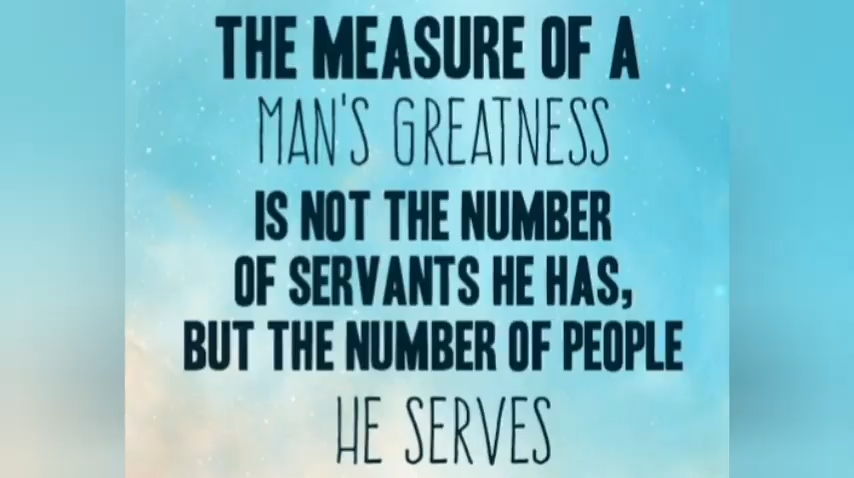 THE MEASURE OF A
MAN'S GREATNESS
IS NOT THE NUMBER
OF SERVANTS HE HAS,
BUT THE NUMBER OF PEOPLE
HE SERVES